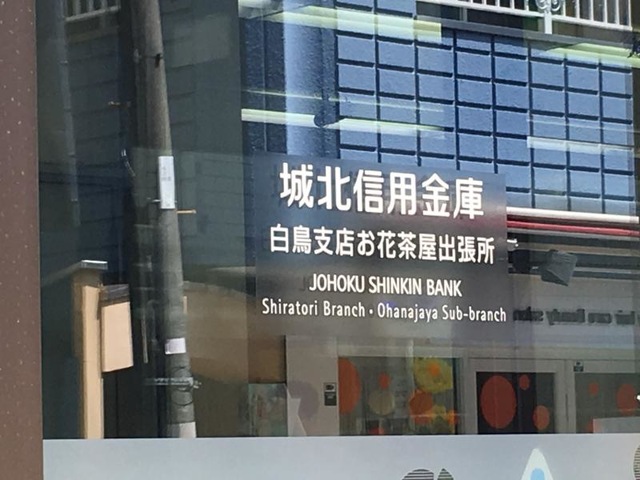 城北信用金庫
白鳥支店お花茶屋出張所
JOHOKU SHINKIN BANK
Shiratori Branch・Ohanajaya Sub-branch